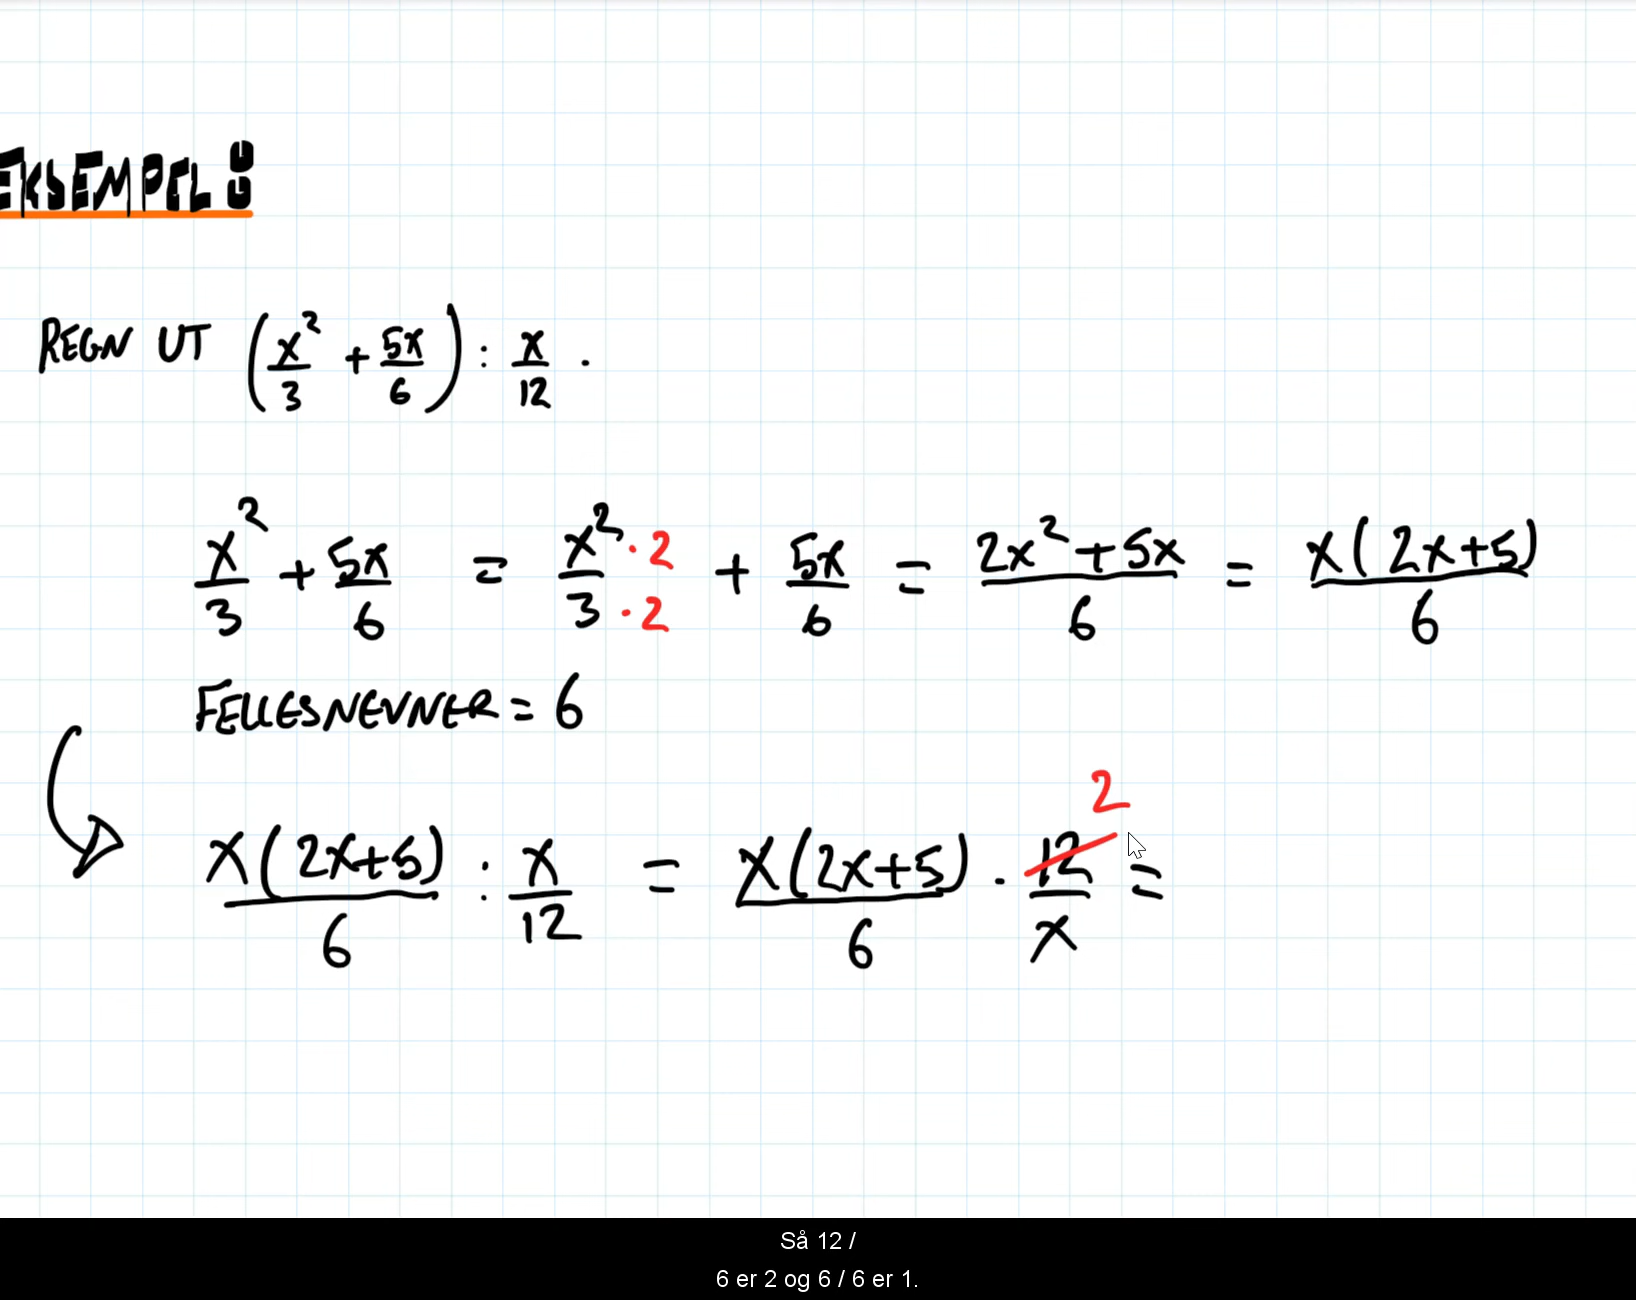 EKSEMPEL:
REGN UT (x²/3 + 5x/6) : x/12 .
x²/3 + 5x/6 = x²·2/3·2 + 5x/6 = 2x²+5x/6 = x(2x+5)/6
FELLESNEVNER = 6
2
x(2x+5)/6 : x/12 = x(2x+5)/6 · 12/x =
Så 12 /
6 er 2 og 6 / 6 er 1.